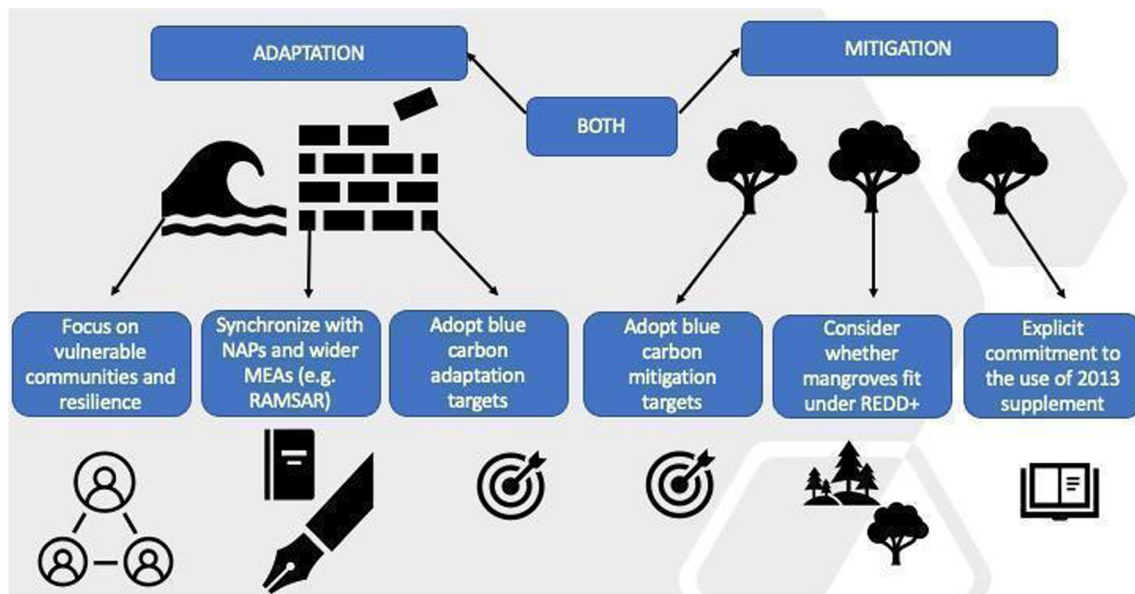 ADAPTATION
MITIGATION
BOTH
Focus on
vulnerable
communities and
resilience
Synchronize with
NAPs and wider
MEAs (e.g.
RAMSAR)
Adopt blue
carbon
adaptation
targets
Adopt blue
carbon
mitigation
targets
Consider
whether
mangroves fit
under REDD+
Explicit
commitment to
the use of 2013
supplement